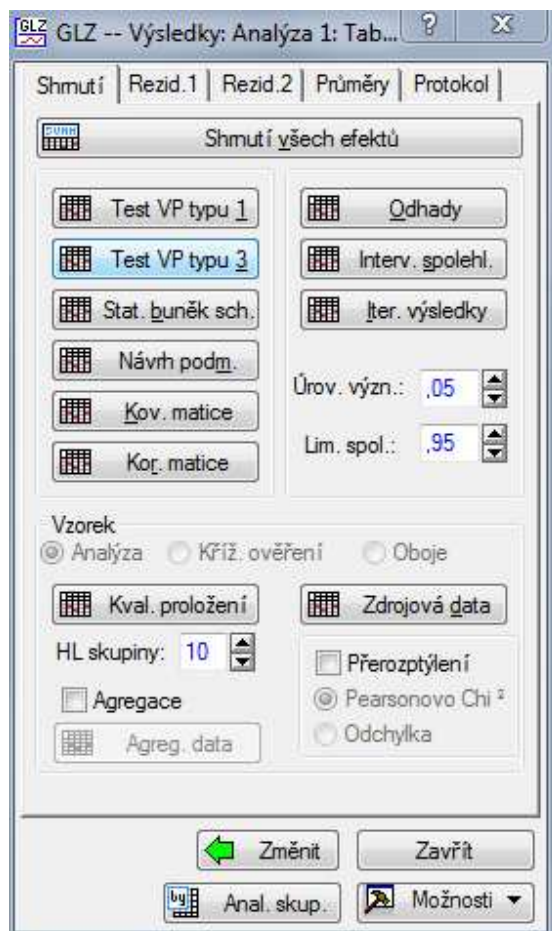 GLZ -- Výsledky: Analýza 1: Tab... ? X
Shrnutí Rezid.1 Rezid.2 Průměry Protokol
SUMM Shrnutí všech efektů
Test VP typu 1 Odhady
Test VP typu 3 Interv. spolehl.
Stat. buněk sch. Iter. výsledky
Návrh podm.
Úrov. význ.: ,05
Kov. matice
Lim. spol.: ,95
Kor. matice
Vzorek
Analýza Kříž. ověření Oboje
Kval. proložení Zdrojová data
HL skupiny: 10
Přerozptýlení
Agregace Pearsonovo Chi ²
Agreg. data Odchylka
Změnit Zavřít
by Anal. skup. Možnosti